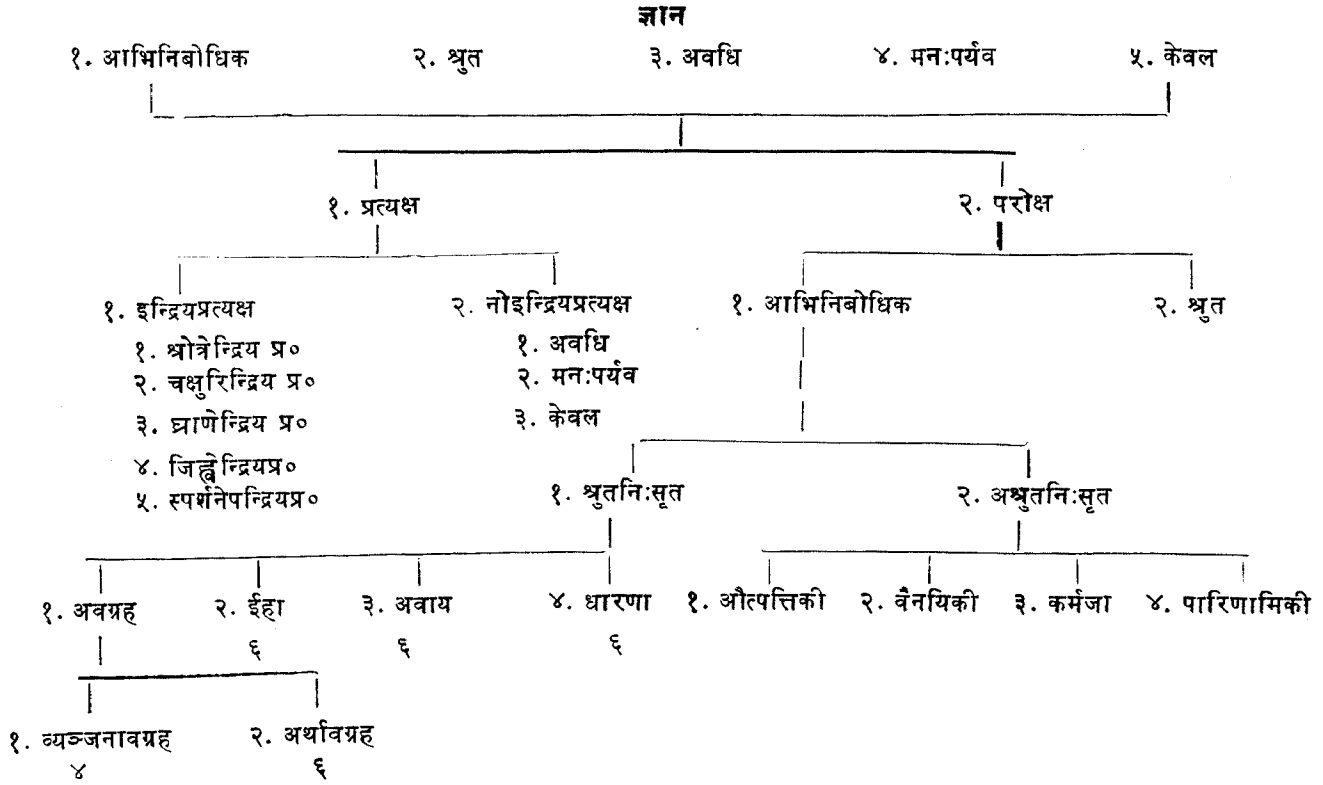 ज्ञान
१. आभिनिबोधिक २. श्रुत ३. अवधि ४. मनःपर्यव ५. केवल
१. प्रत्यक्ष २. परोक्ष
१. इन्द्रियप्रत्यक्ष २. नोइन्द्रियप्रत्यक्ष १. आभिनिबोधिक २. श्रुत
१. श्रोत्रेन्द्रिय प्र० १. अवधि
२. चक्षुरिन्द्रिय प्र० २. मनःपर्यव
३. घ्राणेन्द्रिय प्र० ३. केवल
४. जिह्वेन्द्रियप्र०
५. स्पर्शनेपन्द्रियप्र० १. श्रुतनिःसृत २. अश्रुतनिःसृत
१. अवग्रह २. ईहा ३. अवाय ४. धारणा १. औत्पत्तिकी २. वैनयिकी ३. कर्मजा ४. पारिणामिकी
६ ६ ६
१. व्यञ्जनावग्रह २. अर्थावग्रह
४ ६